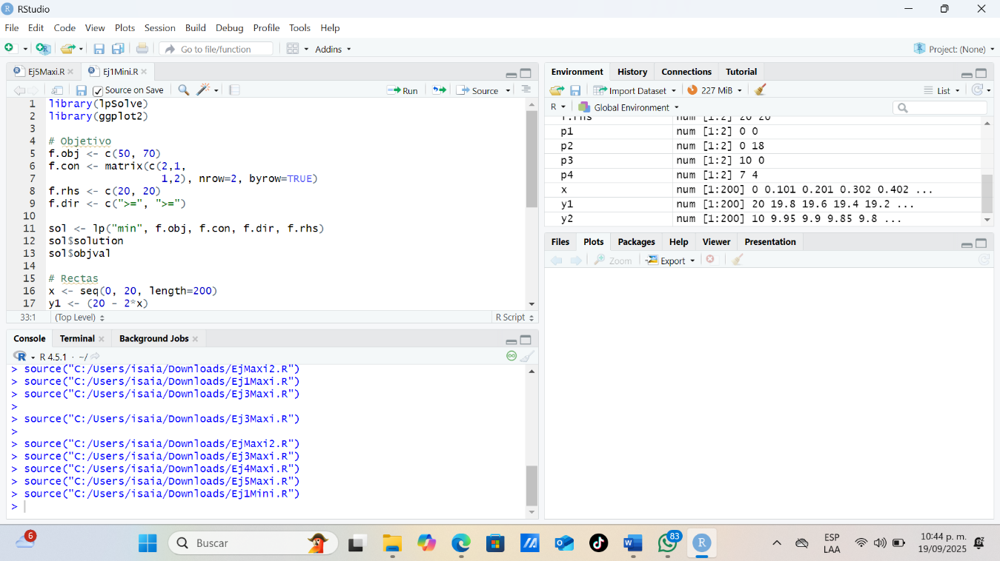 RStudio
File Edit Code View Plots Session Build Debug Profile Tools Help
Go to file/function Addins Project: (None)
Ej5Maxi.R Ej1Mini.R
Source on Save Run Source
1 library(lpSolve)
2 library(ggplot2)
3
4 # Objetivo
5 f.obj <- c(50, 70)
6 f.con <- matrix(c(2,1,
7 1,2), nrow=2, byrow=TRUE)
8 f.rhs <- c(20, 20)
9 f.dir <- c(">=", ">=")
10
11 sol <- lp("min", f.obj, f.con, f.dir, f.rhs)
12 sol$solution
13 sol$objval
14
15 # Rectas
16 x <- seq(0, 20, length=200)
17 y1 <- (20 - 2*x)
33:1 (Top Level) R Script
Console Terminal Background Jobs
R 4.5.1 · ~/
> source("C:/Users/isaia/Downloads/EjMaxi2.R")
> source("C:/Users/isaia/Downloads/Ej1Maxi.R")
> source("C:/Users/isaia/Downloads/Ej3Maxi.R")
>
> source("C:/Users/isaia/Downloads/Ej3Maxi.R")
>
> source("C:/Users/isaia/Downloads/EjMaxi2.R")
> source("C:/Users/isaia/Downloads/Ej3Maxi.R")
> source("C:/Users/isaia/Downloads/Ej4Maxi.R")
> source("C:/Users/isaia/Downloads/Ej5Maxi.R")
> source("C:/Users/isaia/Downloads/Ej1Mini.R")
>
Environment History Connections Tutorial
Import Dataset 227 MiB List
R Global Environment
f.rhs num [1:2] 20 20
p1 num [1:2] 0 0
p2 num [1:2] 0 18
p3 num [1:2] 10 0
p4 num [1:2] 7 4
x num [1:200] 0 0.101 0.201 0.302 0.402 ...
y1 num [1:200] 20 19.8 19.6 19.4 19.2 ...
y2 num [1:200] 10 9.95 9.9 9.85 9.8 ...
Files Plots Packages Help Viewer Presentation
Zoom Export
6
Buscar
83
ESP
LAA
10:44 p. m.
19/09/2025